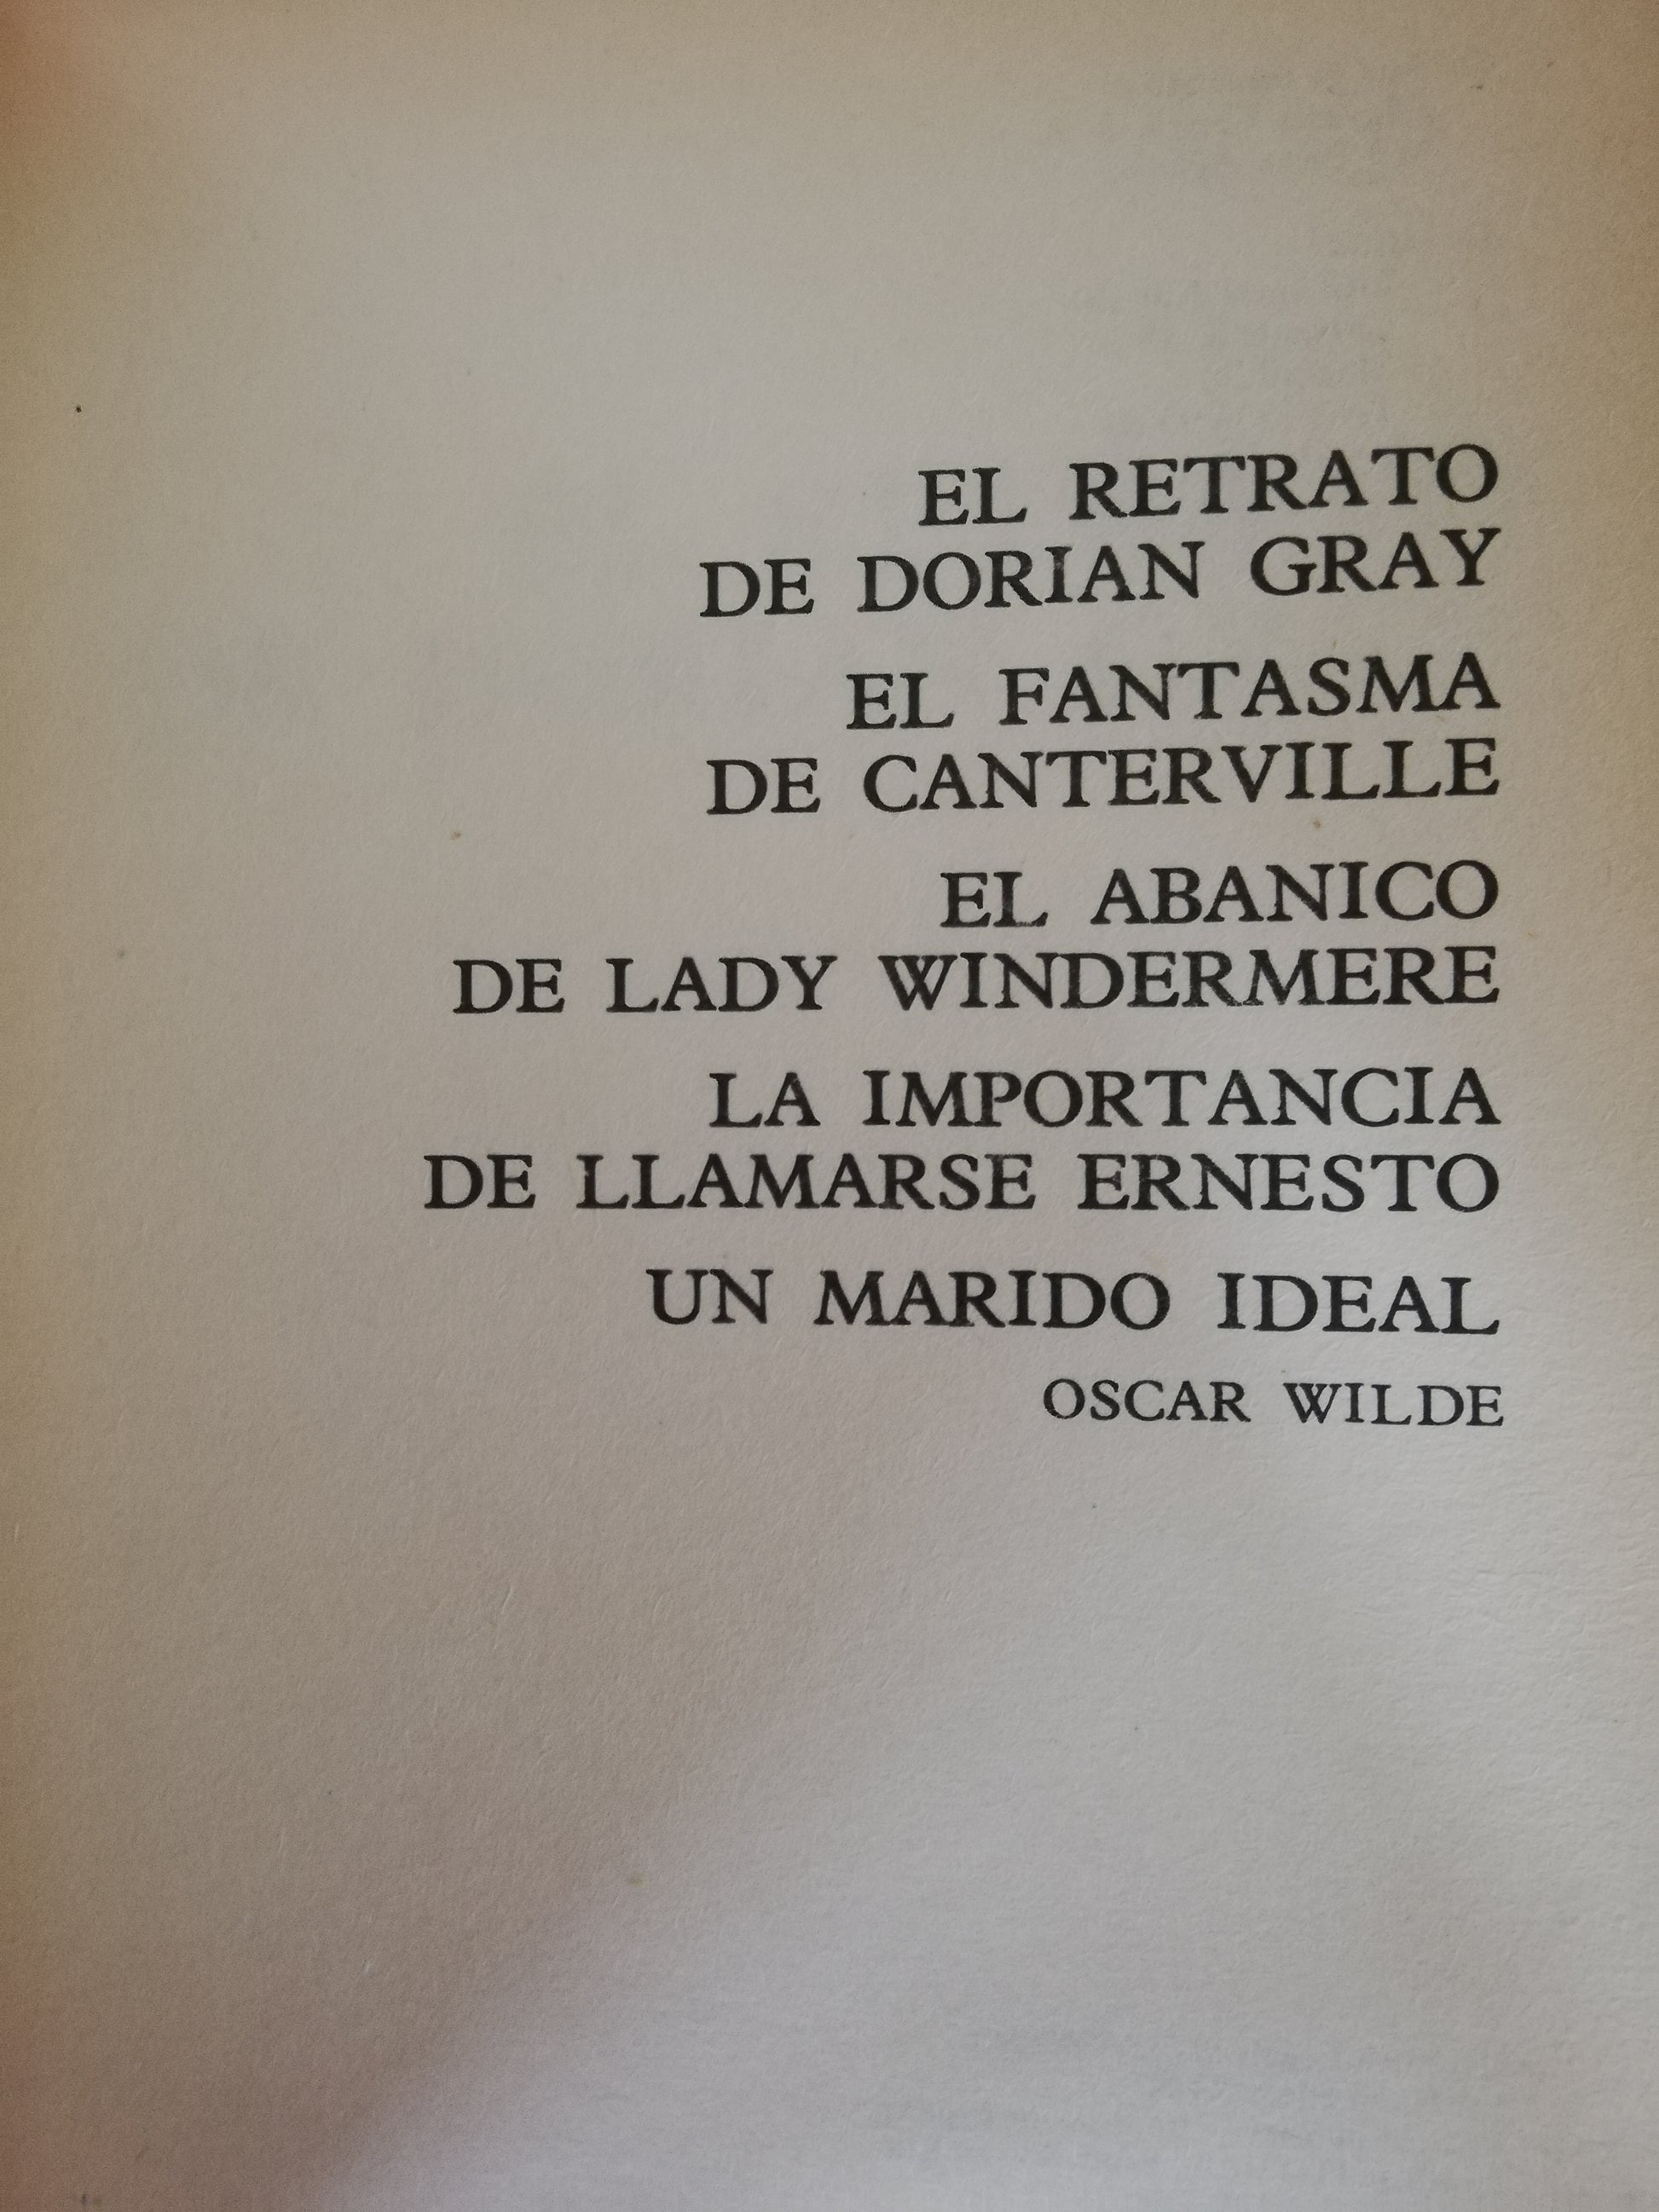 EL RETRATO
DE DORIAN GRAY
EL FANTASMA
DE CANTERVILLE
EL ABANICO
DE LADY WINDERMERE
LA IMPORTANCIA
DE LLAMARSE ERNESTO
UN MARIDO IDEAL
OSCAR WILDE